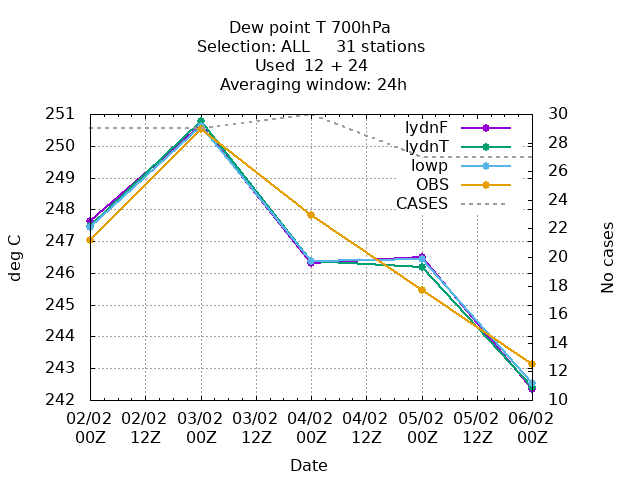 Dew point T 700hPa
Selection: ALL 31 stations
Used 12 + 24
Averaging window: 24h
251
250
249
248
247
246
245
244
243
242
deg C
30
28
26
24
22
20
18
16
14
12
10
No cases
lydnF
lydnT
lowp
OBS
CASES
02/02 02/02 03/02 03/02 04/02 04/02 05/02 05/02 06/02
00Z 12Z 00Z 12Z 00Z 12Z 00Z 12Z 00Z
Date